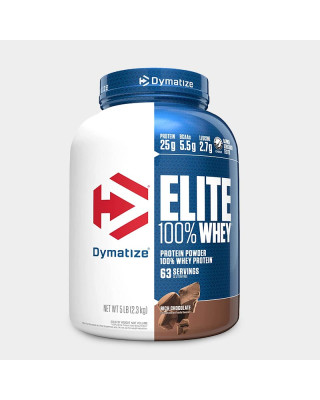 Dymatize
PROTEIN BCAAs LEUCINE
25g 5.5g 2.7g
ELITE
100% WHEY
Dymatize
PROTEIN POWDER
100% WHEY PROTEIN
63 SERVINGS
RICH CHOCOLATE
NET WT 5 LB (2.3 kg)